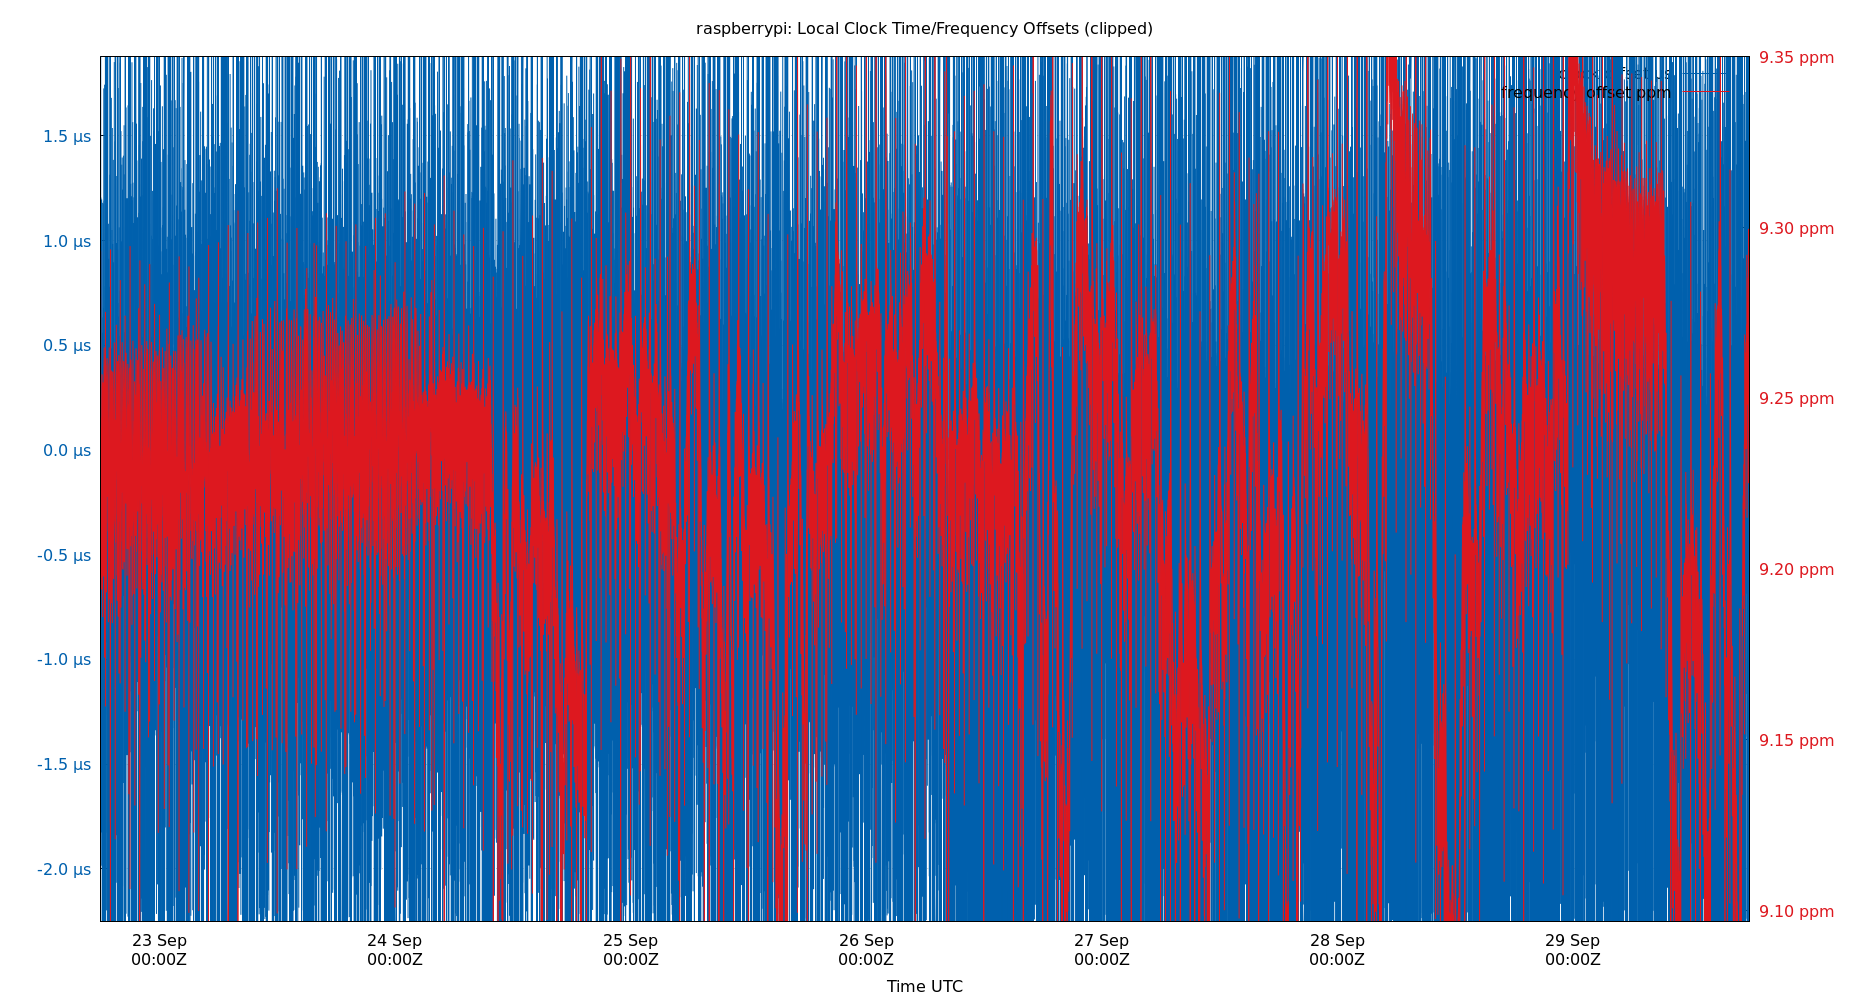 raspberrypi: Local Clock Time/Frequency Offsets (clipped)
9.35 ppm
frequency offset ppm
1.5 µs
1.0 µs
9.30 ppm
0.5 µs
9.25 ppm
0.0 µs
-0.5 µs
9.20 ppm
-1.0 µs
9.15 ppm
-1.5 µs
-2.0 µs
9.10 ppm
23 Sep
00:00Z
24 Sep
00:00Z
25 Sep
00:00Z
26 Sep
00:00Z
27 Sep
00:00Z
28 Sep
00:00Z
29 Sep
00:00Z
Time UTC